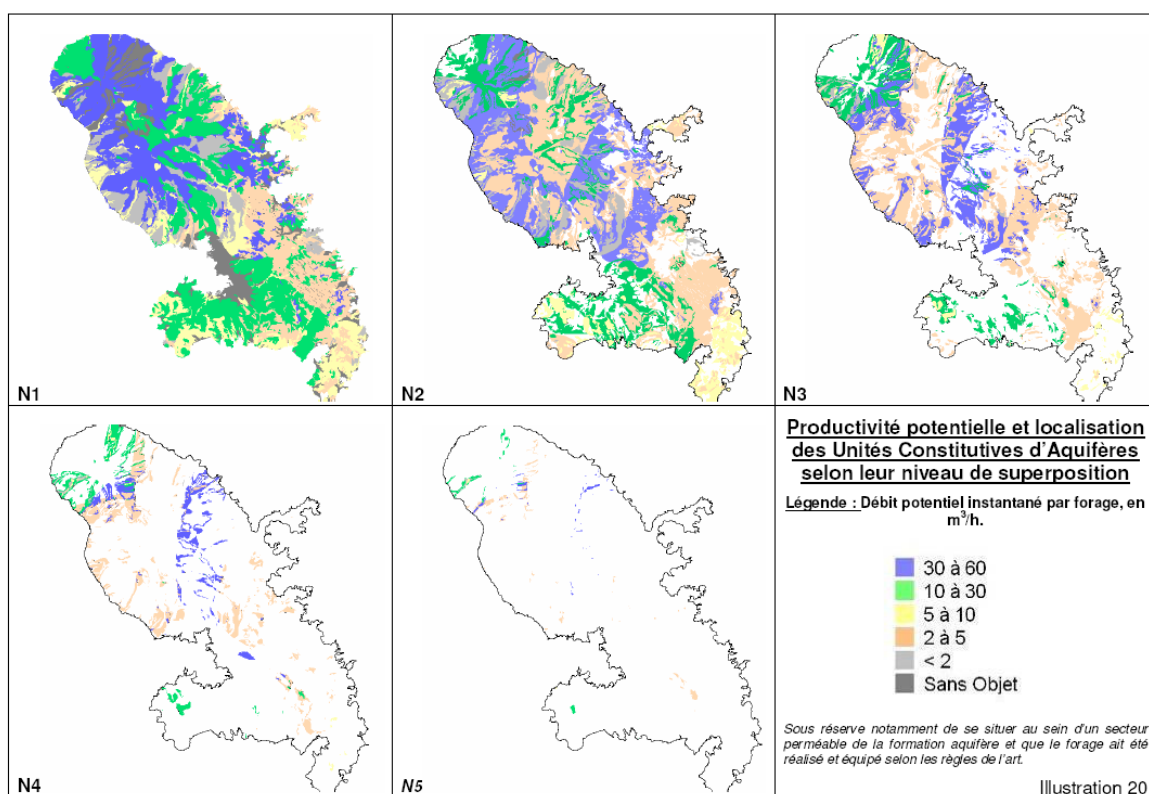 N1
N2
N3
N4
N5
Productivité potentielle et localisation
des Unités Constitutives d'Aquifères
selon leur niveau de superposition
Légende : Débit potentiel instantané par forage, en
m³/h.
30 à 60
10 à 30
5 à 10
2 à 5
< 2
Sans Objet
Sous réserve notamment de se situer au sein d'un secteur
perméable de la formation aquifère et que le forage ait été
réalisé et équipé selon les règles de l'art.
Illustration 20